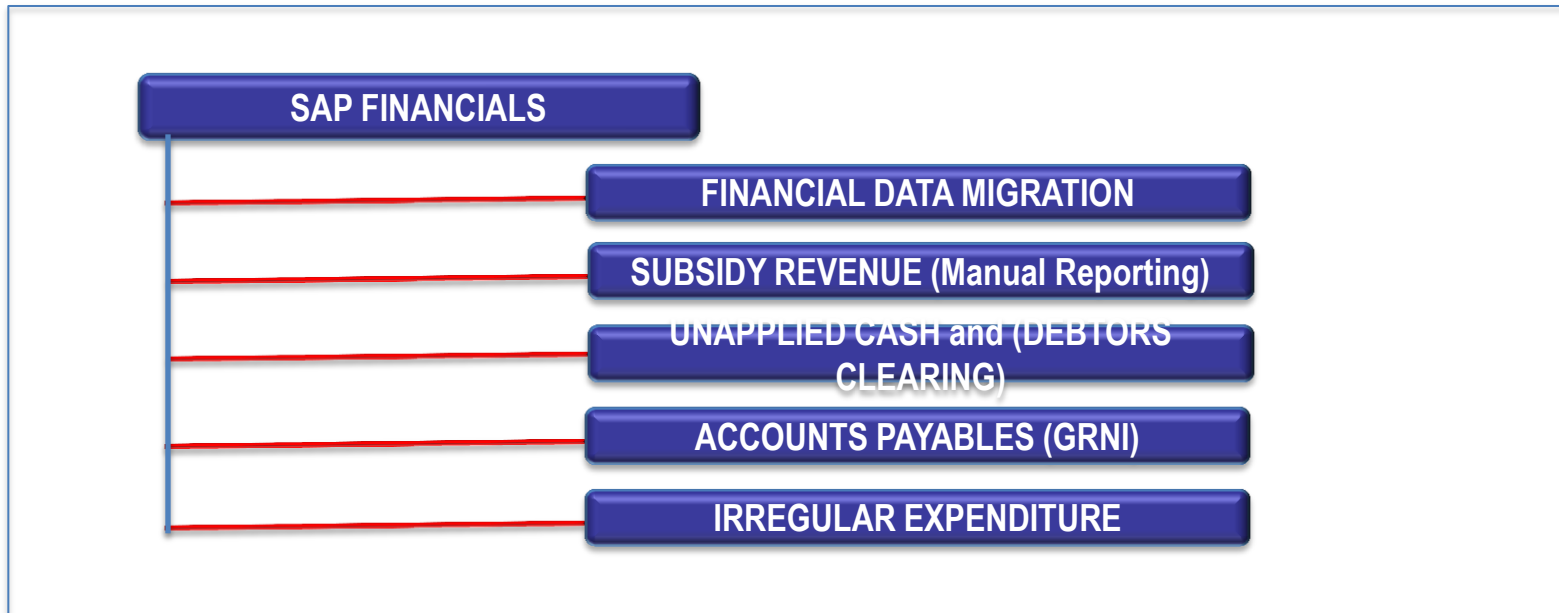 SAP FINANCIALS
FINANCIAL DATA MIGRATION
SUBSIDY REVENUE (Manual Reporting)
UNAPPLIED CASH and (DEBTORS
CLEARING)
ACCOUNTS PAYABLES (GRNI)
IRREGULAR EXPENDITURE